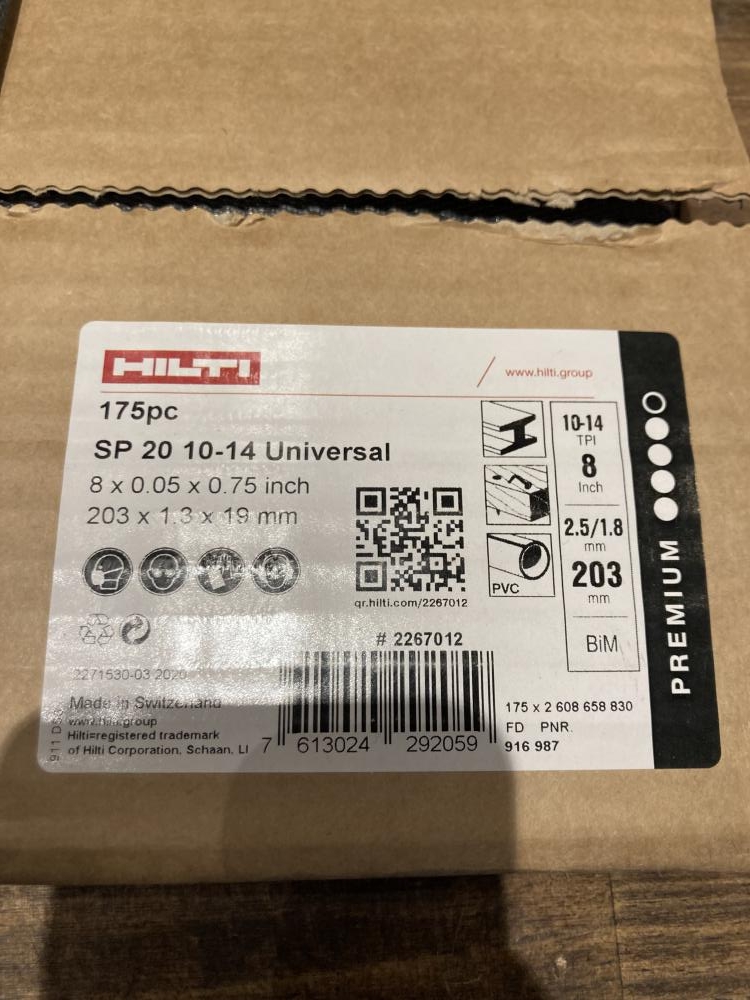 HILTI
www.hilti.group
175pc
SP 20 10-14 Universal
8 x 0.05 x 0.75 inch
203 x 1.3 x 19 mm
qr.hilti.com/2267012
PVC
10-14
TPI
8
Inch
2.5/1.8
mm
203
mm
BiM
PREMIUM
# 2267012
2271530-03 2020
Made in Switzerland
www.hilti.group
Hilti=registered trademark
of Hilti Corporation, Schaan, LI
7 613024 292059
175 x 2 608 658 830
FD PNR.
916 987